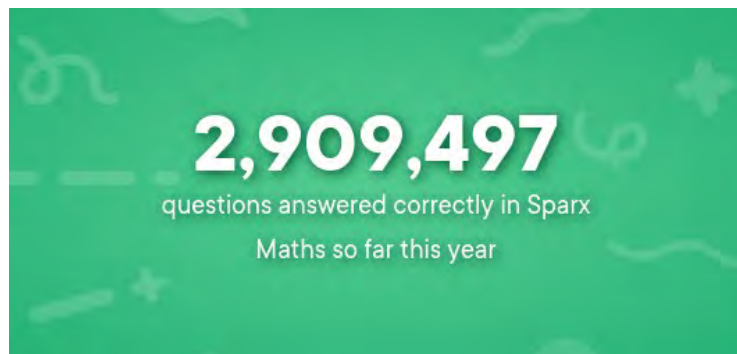 2,909,497
questions answered correctly in Sparx
Maths so far this year